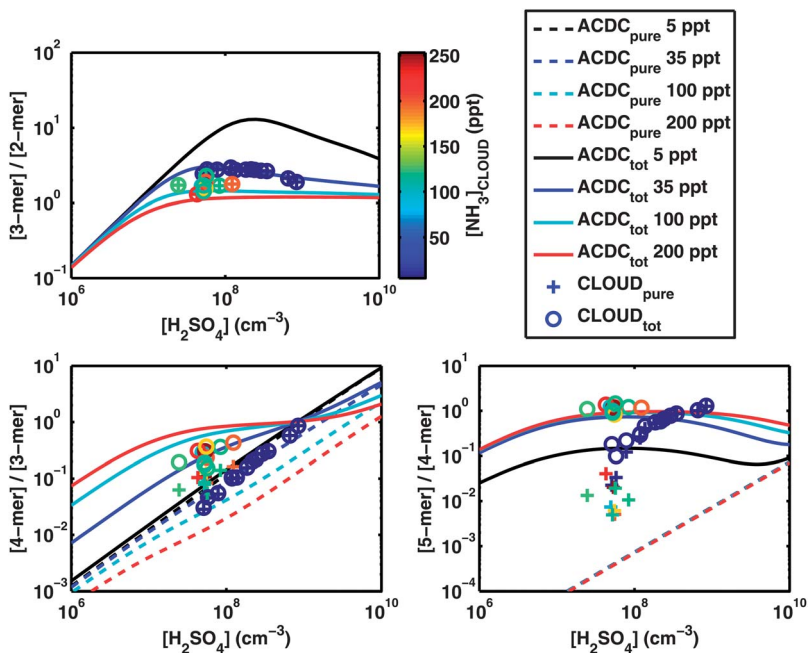 [3–mer] / [2–mer]
10^2
10^1
10^0
10^-1
10^6
10^8
10^10
[H2SO4] (cm^-3)
250
200
150
100
50
[NH3]CLOUD (ppt)
ACDCpure 5 ppt
ACDCpure 35 ppt
ACDCpure 100 ppt
ACDCpure 200 ppt
ACDCtot 5 ppt
ACDCtot 35 ppt
ACDCtot 100 ppt
ACDCtot 200 ppt
CLOUDpure
CLOUDtot
[4–mer] / [3–mer]
10^1
10^0
10^-1
10^-2
10^-3
10^6
10^8
10^10
[H2SO4] (cm^-3)
[5–mer] / [4–mer]
10^1
10^0
10^-1
10^-2
10^-3
10^-4
10^6
10^8
10^10
[H2SO4] (cm^-3)